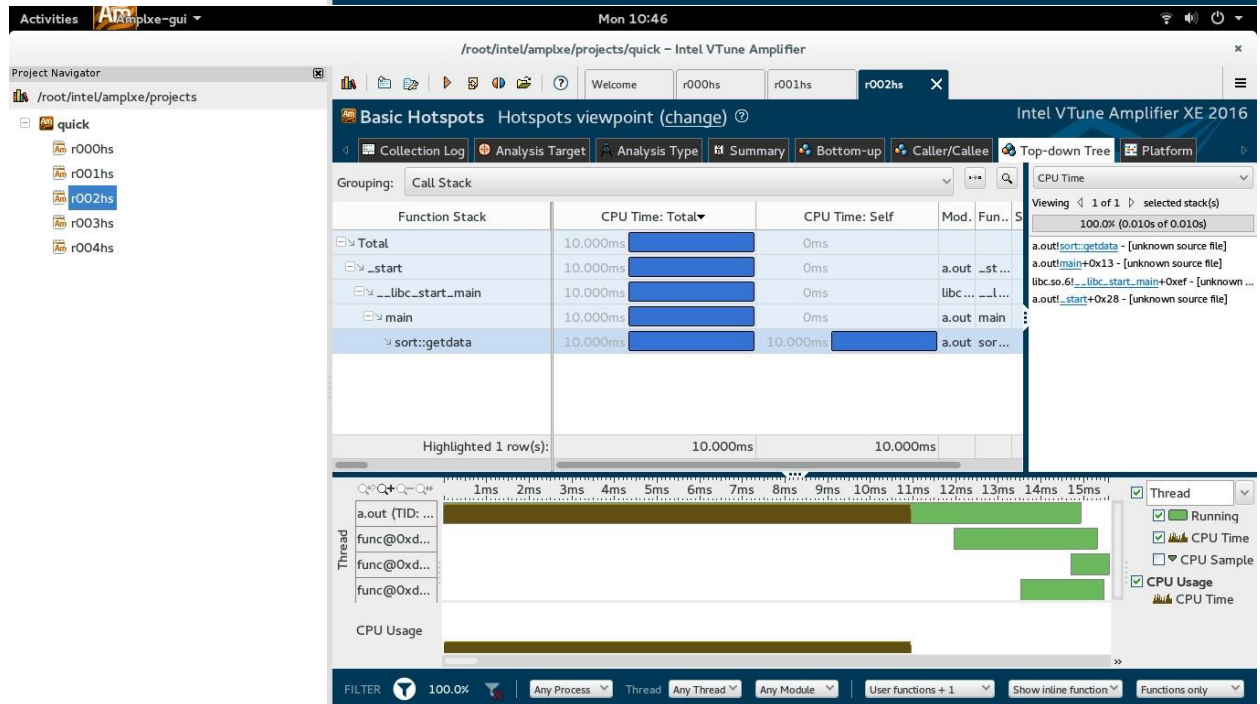 Activities Amplxe-gui Mon 10:46
/root/intel/amplxe/projects/quick – Intel VTune Amplifier x
Project Navigator
/root/intel/amplxe/projects
quick
r000hs
r001hs
r002hs
r003hs
r004hs
Welcome r000hs r001hs r002hs
Basic Hotspots Hotspots viewpoint (change) Intel VTune Amplifier XE 2016
Collection Log Analysis Target Analysis Type Summary Bottom-up Caller/Callee Top-down Tree Platform
Grouping: Call Stack
Function Stack CPU Time: Total CPU Time: Self Mod. Fun.. S
Total 10.000ms 0ms
_start 10.000ms 0ms a.out _st...
__libc_start_main 10.000ms 0ms libc ... __l...
main 10.000ms 0ms a.out main
sort::getdata 10.000ms 10.000ms a.out sor...
Highlighted 1 row(s): 10.000ms 10.000ms
CPU Time
Viewing 1 of 1 selected stack(s)
100.0% (0.010s of 0.010s)
a.out!sort::getdata - [unknown source file]
a.out!main+0x13 - [unknown source file]
libc.so.6!__libc_start_main+0xef - [unknown ...
a.out!_start+0x28 - [unknown source file]
1ms 2ms 3ms 4ms 5ms 6ms 7ms 8ms 9ms 10ms 11ms 12ms 13ms 14ms 15ms
Thread
a.out (TID: ...
func@0xd...
func@0xd...
func@0xd...
CPU Usage
Thread
Running
CPU Time
CPU Sample
CPU Usage
CPU Time
FILTER 100.0% Any Process Thread Any Thread Any Module User functions + 1 Show inline function Functions only